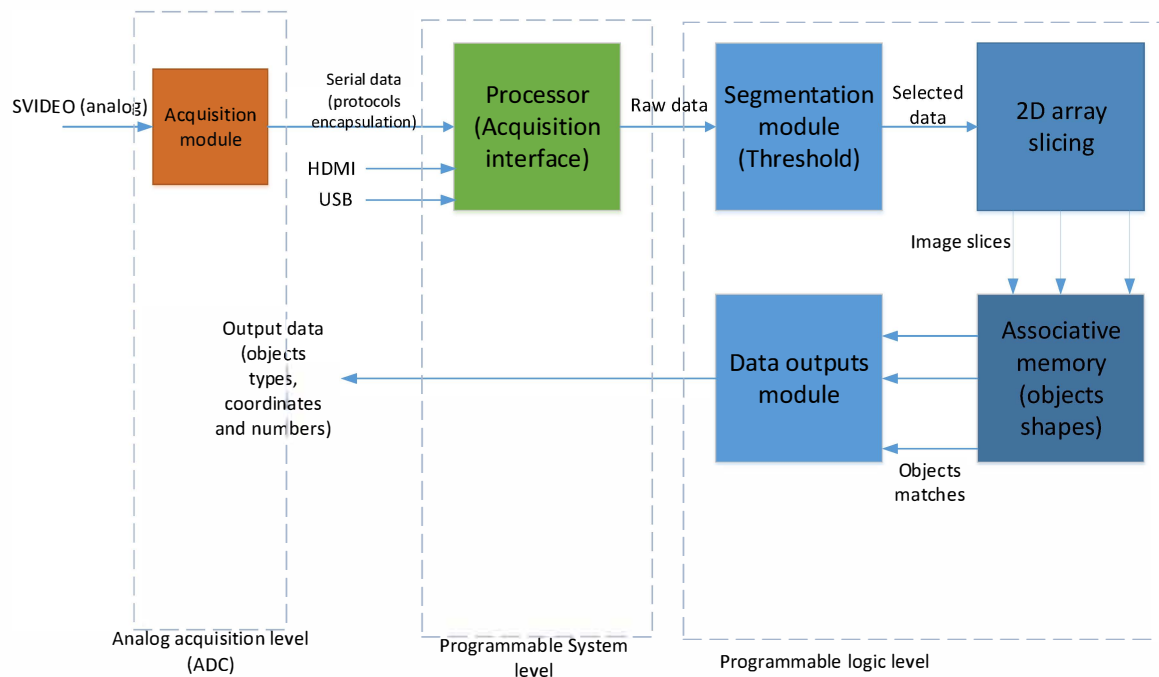 SVIDEO (analog)
Acquisition
module
Serial data
(protocols
encapsulation)
HDMI
USB
Processor
(Acquisition
interface)
Raw data
Segmentation
module
(Threshold)
Selected
data
2D array
slicing
Image slices
Associative
memory
(objects
shapes)
Objects
matches
Data outputs
module
Output data
(objects
types,
coordinates
and numbers)
Analog acquisition level
(ADC)
Programmable System
level
Programmable logic level